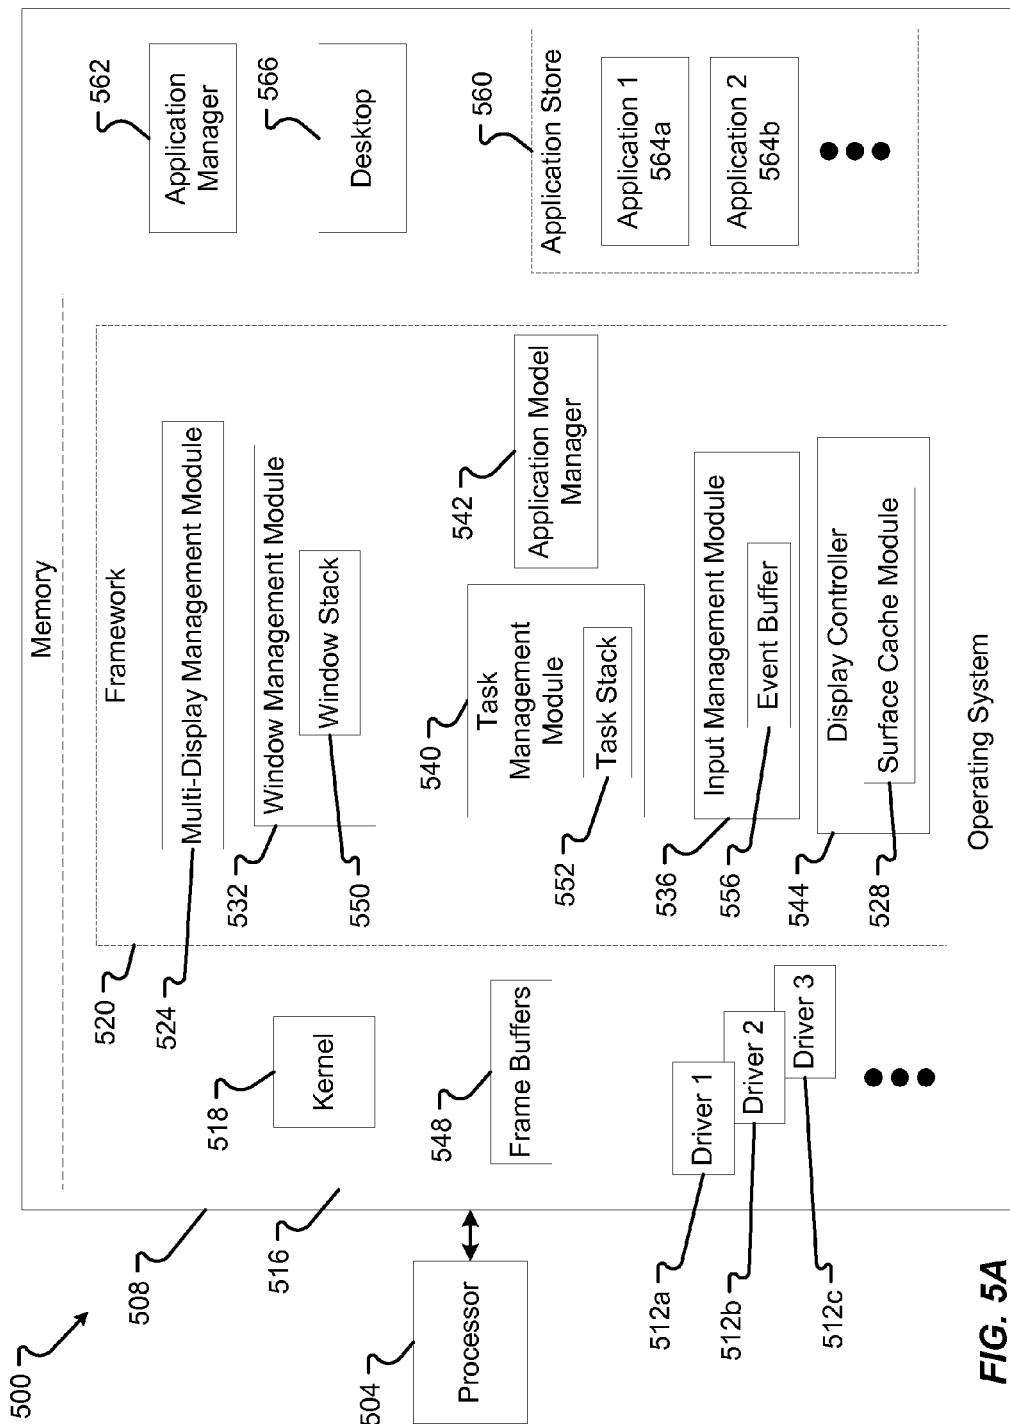 500
508
Memory
562
Application
Manager
516
520
Framework
566
524
Multi-Display Management Module
Desktop
518
Kernel
532
Window Management Module
550
Window Stack
504
Processor
548
Frame Buffers
540
Task
Management
Module
542
Application Model
Manager
560
Application Store
552
Task Stack
Application 1
564a
512a
Driver 1
536
Input Management Module
Application 2
564b
512b
Driver 2
556
Event Buffer
512c
Driver 3
544
Display Controller
528
Surface Cache Module
Operating System
FIG. 5A